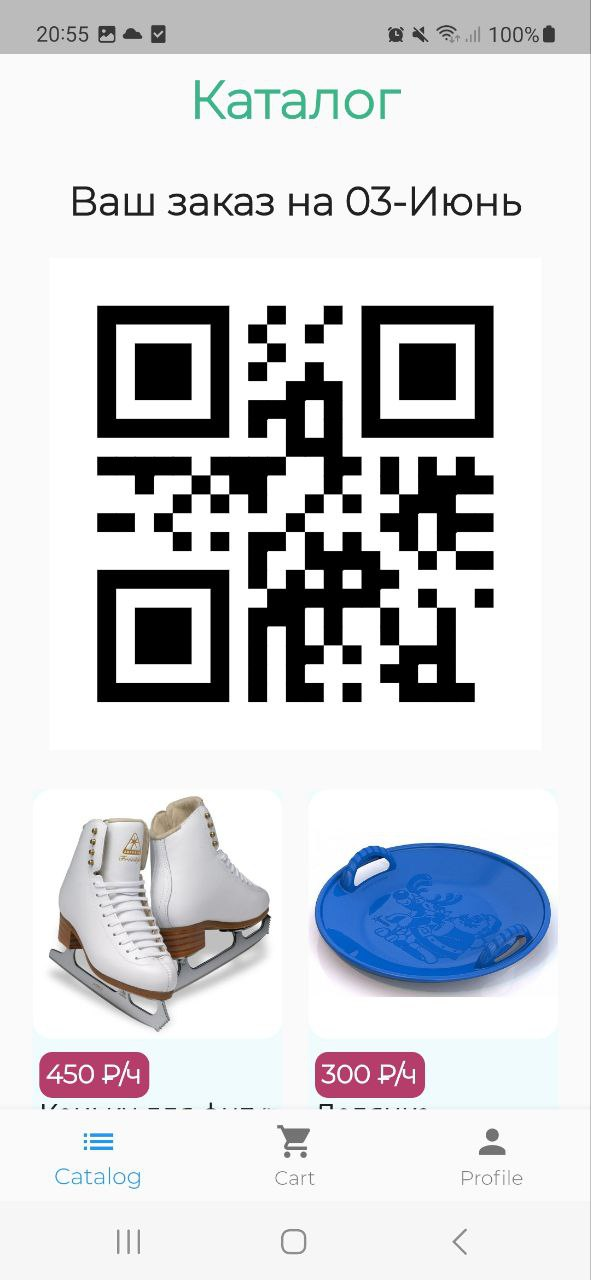 20:55 100%
Каталог
Ваш заказ на 03-Июнь
450 ₽/ч 300 ₽/ч
Catalog Cart Profile